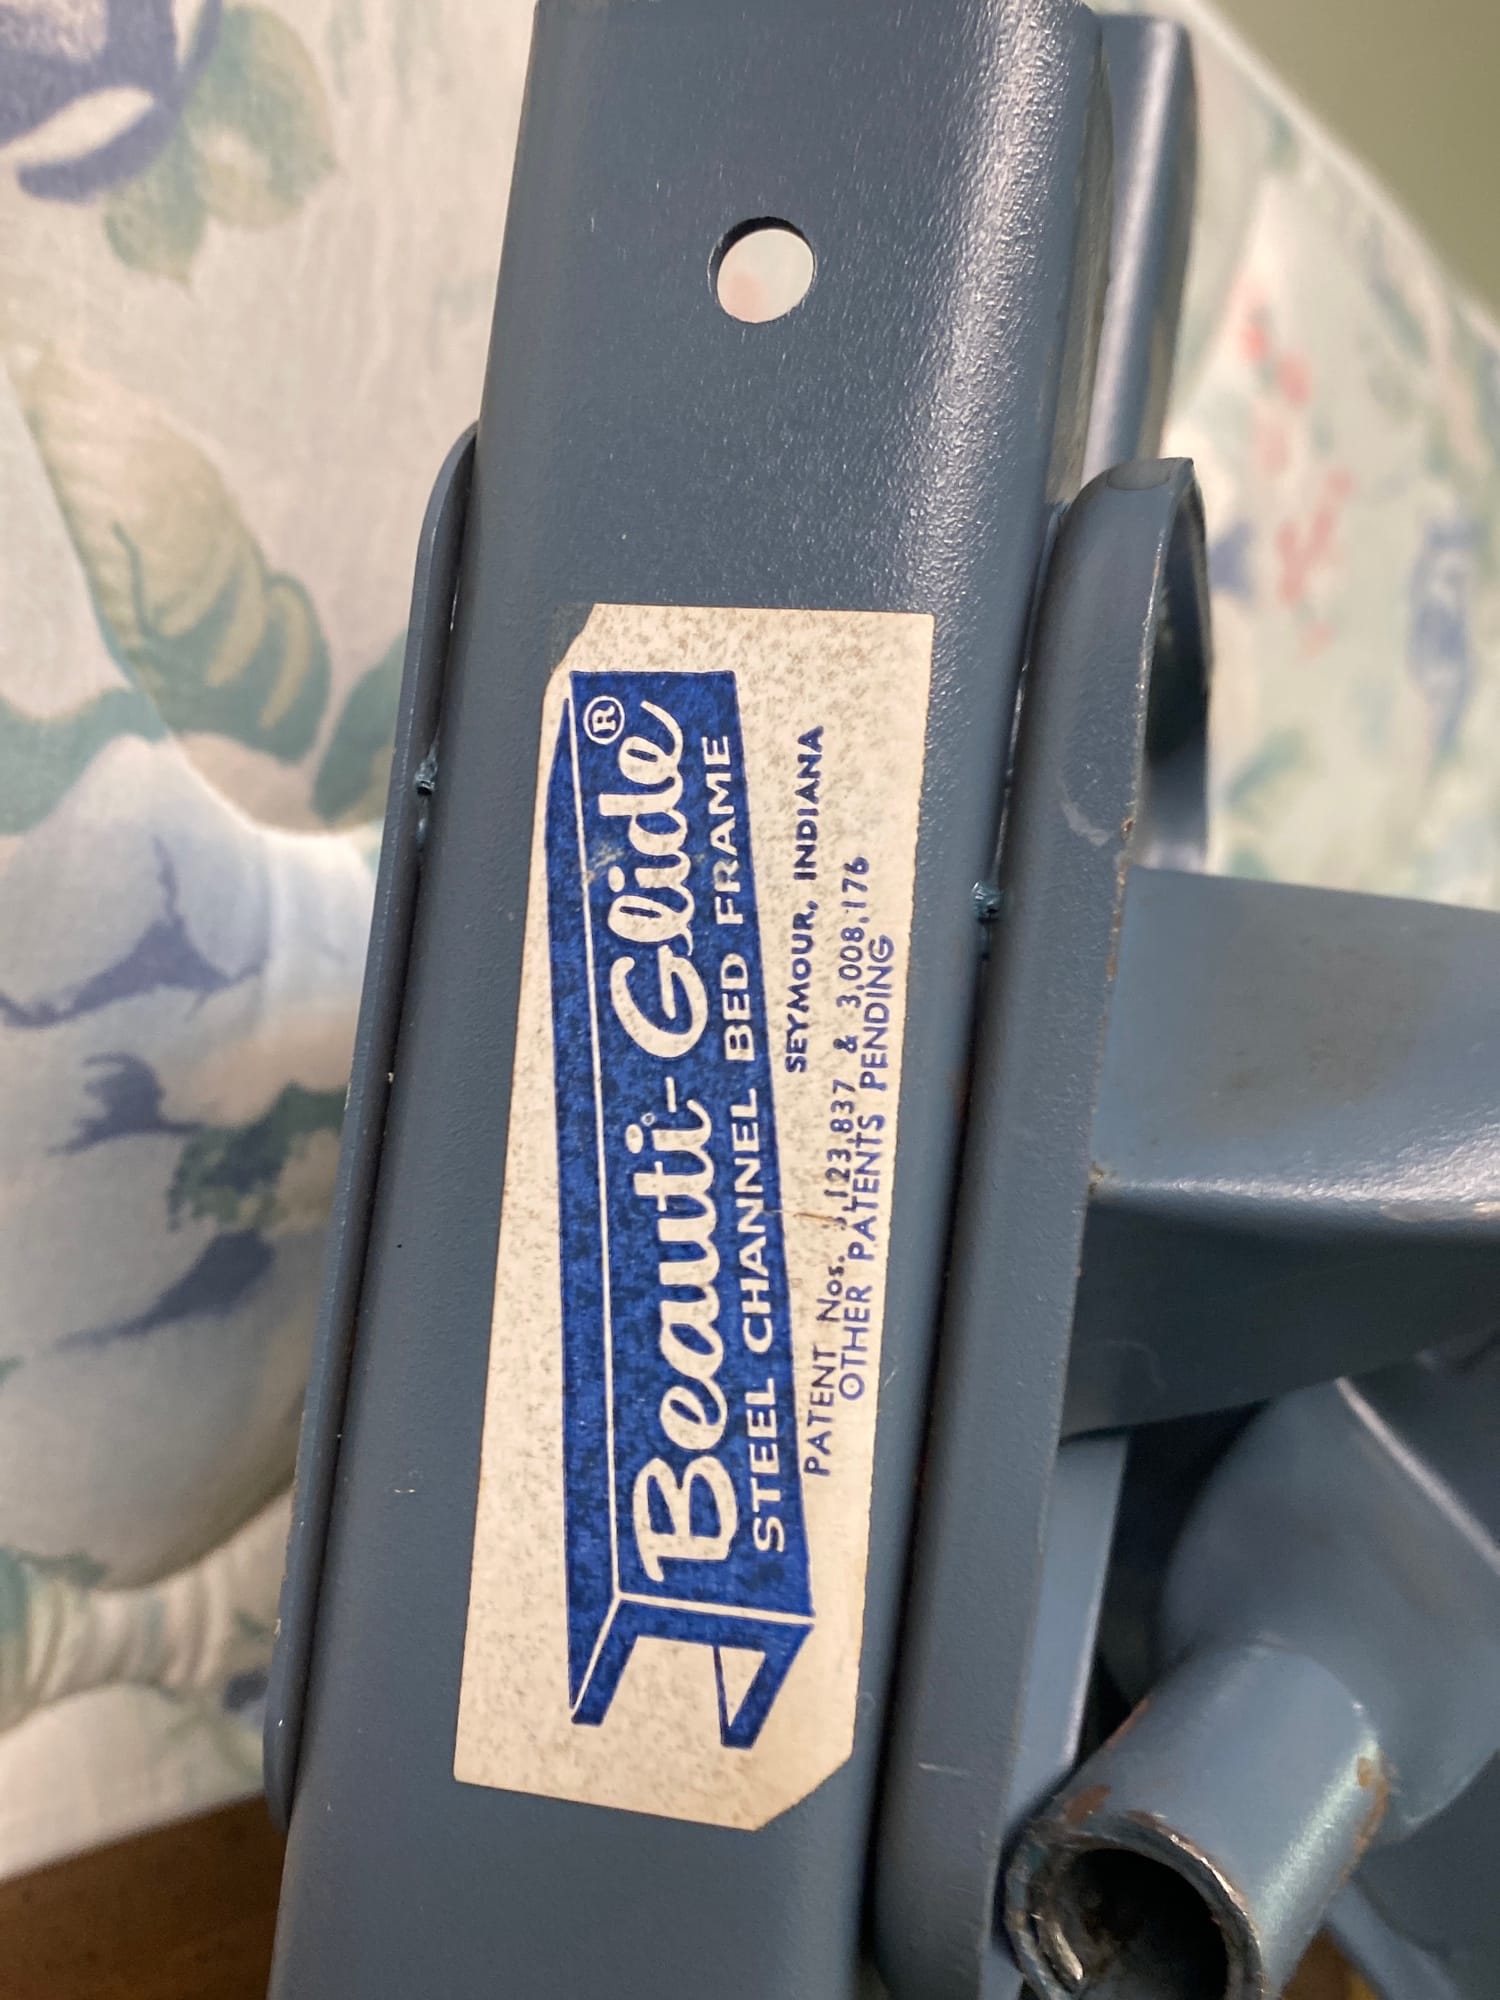 Beauti-Glide®
STEEL CHANNEL BED FRAME
SEYMOUR, INDIANA
PATENT Nos. 3,123,837 & 3,008,176
OTHER PATENTS PENDING